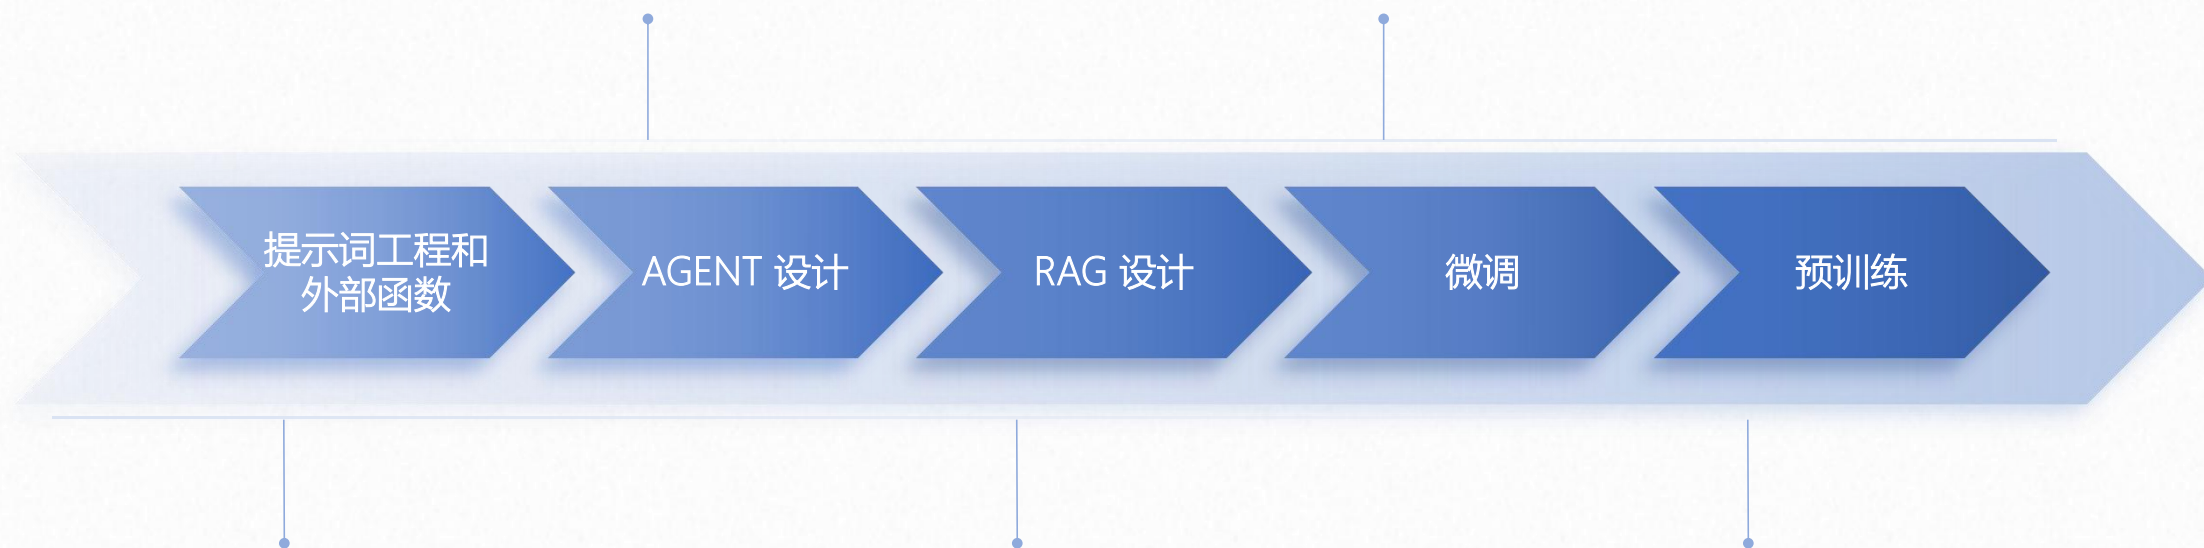 提示词工程和
外部函数
AGENT 设计
RAG 设计
微调
预训练